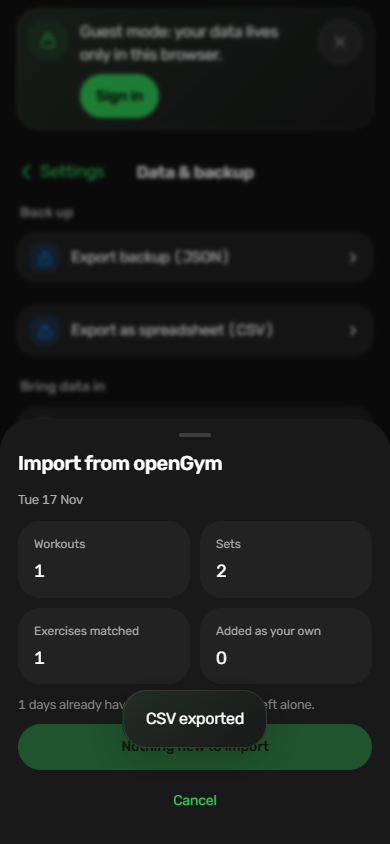 Guest mode: your data lives
only in this browser.
Sign in
Settings
Data & backup
Back up
Export backup (JSON)
Export as spreadsheet (CSV)
Bring data in
Import from openGym
Tue 17 Nov
Workouts
1
Sets
2
Exercises matched
1
Added as your own
0
1 days already left alone.
CSV exported
Nothing new to import
Cancel